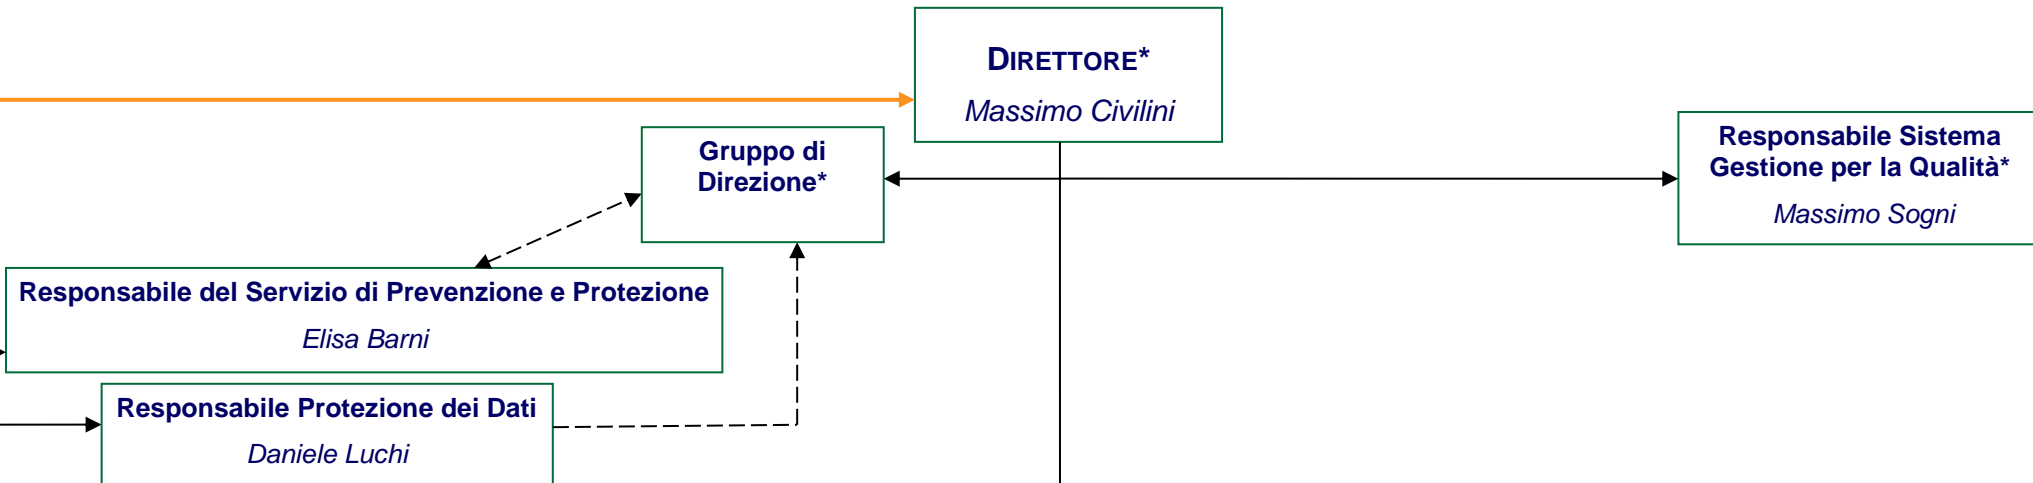 DIRETTORE*
Massimo Civilini
Gruppo di
Direzione*
Responsabile Sistema
Gestione per la Qualità*
Massimo Sogni
Responsabile del Servizio di Prevenzione e Protezione
Elisa Barni
Responsabile Protezione dei Dati
Daniele Luchi